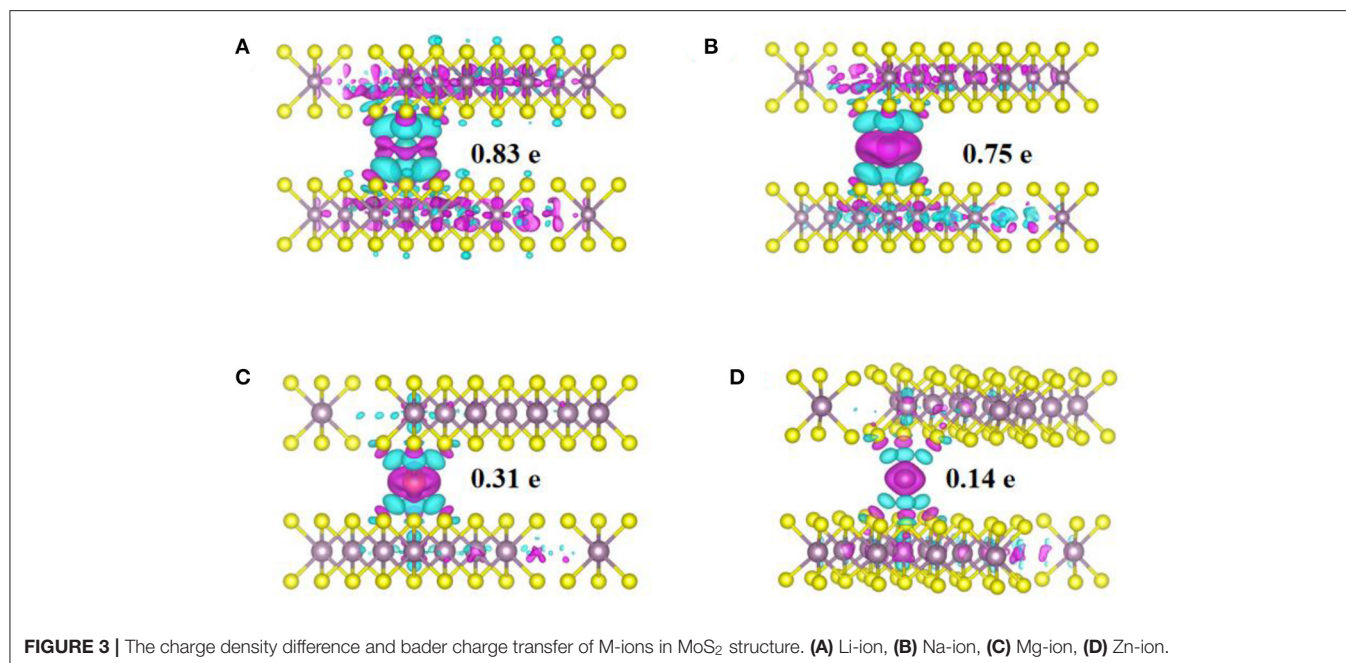 A
0.83 e
B
0.75 e
C
0.31 e
D
0.14 e
FIGURE 3 | The charge density difference and bader charge transfer of M-ions in MoS₂ structure. (A) Li-ion, (B) Na-ion, (C) Mg-ion, (D) Zn-ion.